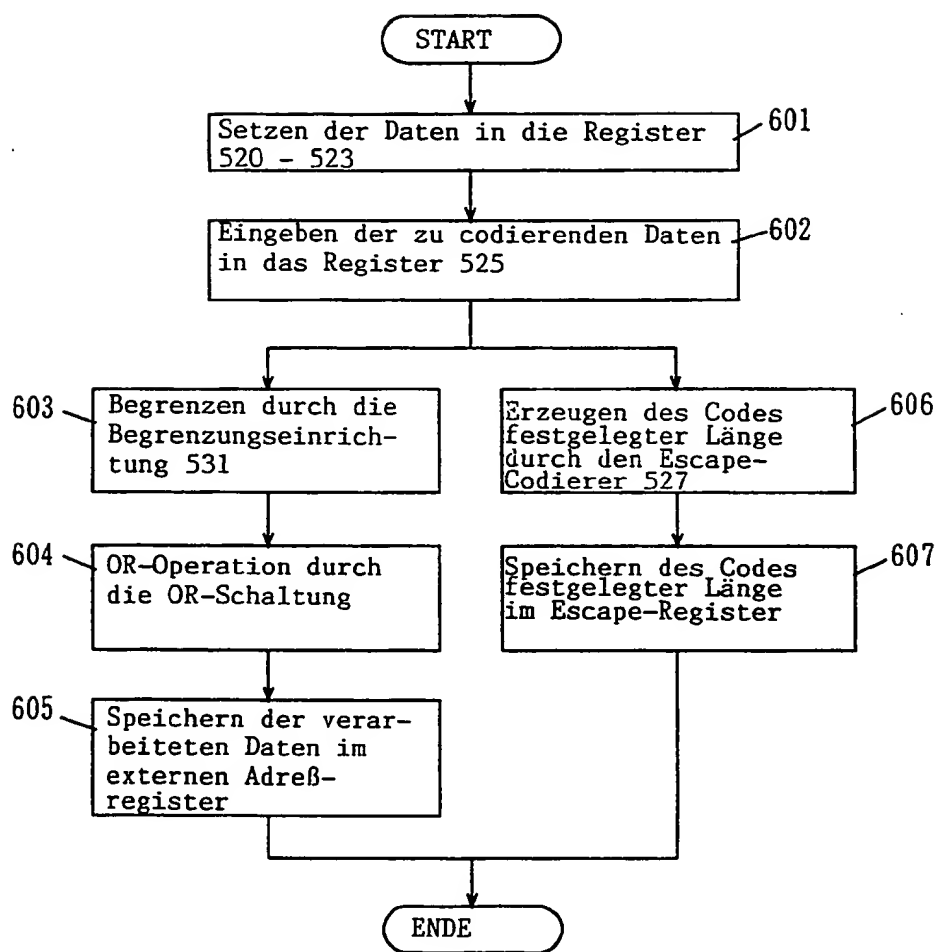 START
Setzen der Daten in die Register
520 - 523
601
Eingeben der zu codierenden Daten
in das Register 525
602
603
Begrenzen durch die
Begrenzungseinrich-
tung 531
604
OR-Operation durch
die OR-Schaltung
605
Speichern der verar-
beiteten Daten im
externen Adreß-
register
Erzeugen des Codes
festgelegter Länge
durch den Escape-
Codierer 527
606
Speichern des Codes
festgelegter Länge
im Escape-Register
607
ENDE